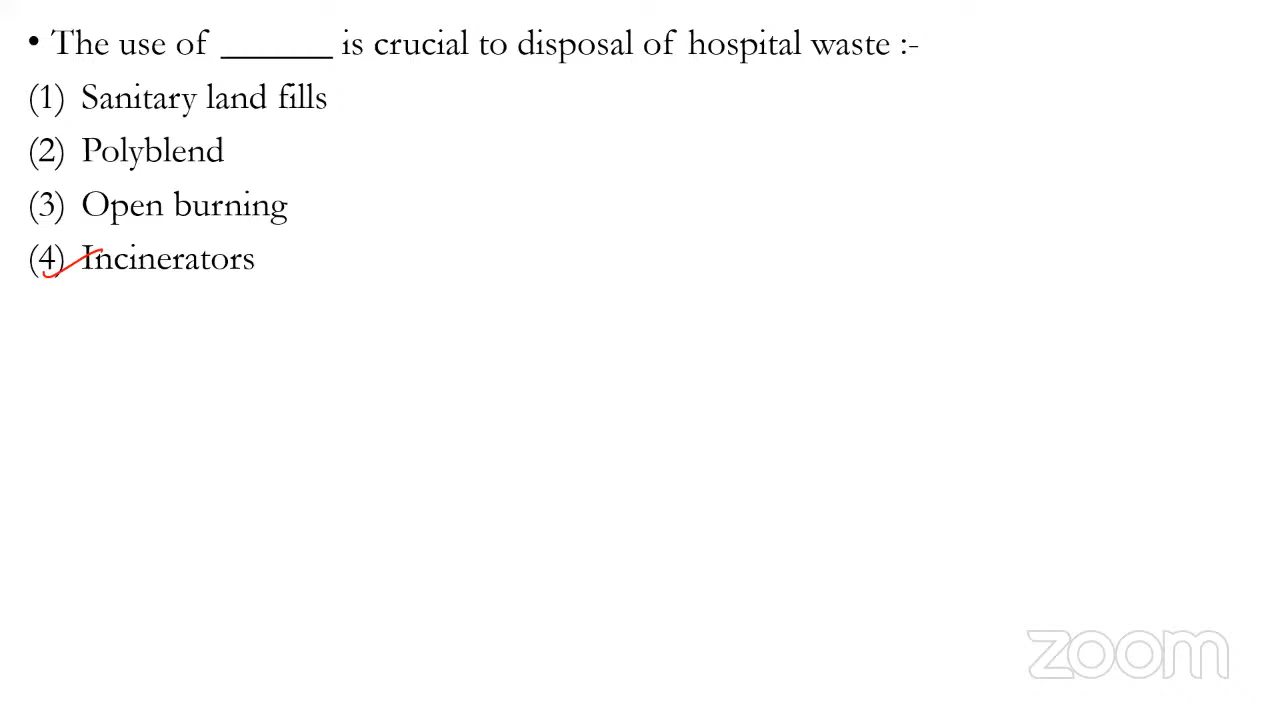 • The use of ______ is crucial to disposal of hospital waste :-
(1) Sanitary land fills
(2) Polyblend
(3) Open burning
(4) Incinerators
zoom